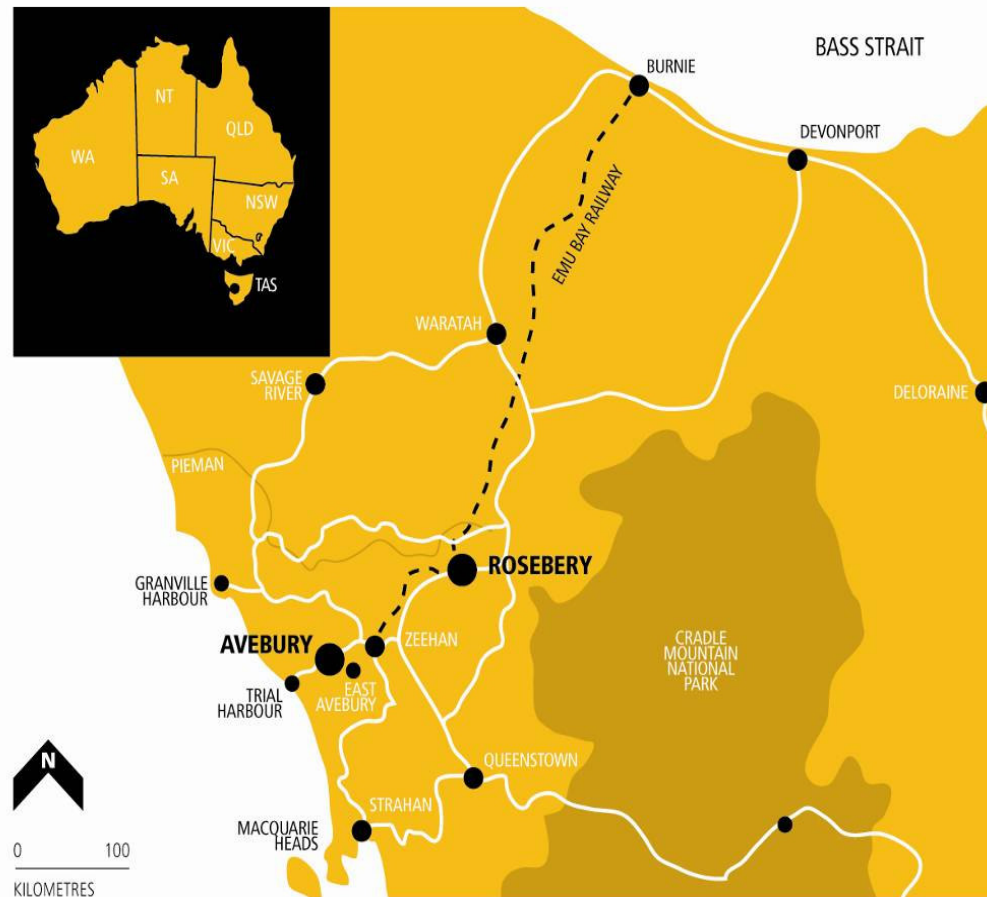 BASS STRAIT
BURNIE
NT
DEVONPORT
QLD
WA
SA
EMU BAY RAILWAY
NSW
VIC
TAS
WARATAH
SAVAGE
RIVER
DELORAINE
PIEMAN
ROSEBERY
GRANVILLE
HARBOUR
AVEBURY
ZEEHAN
CRADLE
MOUNTAIN
NATIONAL
PARK
EAST
AVEBURY
TRIAL
HARBOUR
N
QUEENSTOWN
STRAHAN
MACQUARIE
HEADS
0 100
KILOMETRES